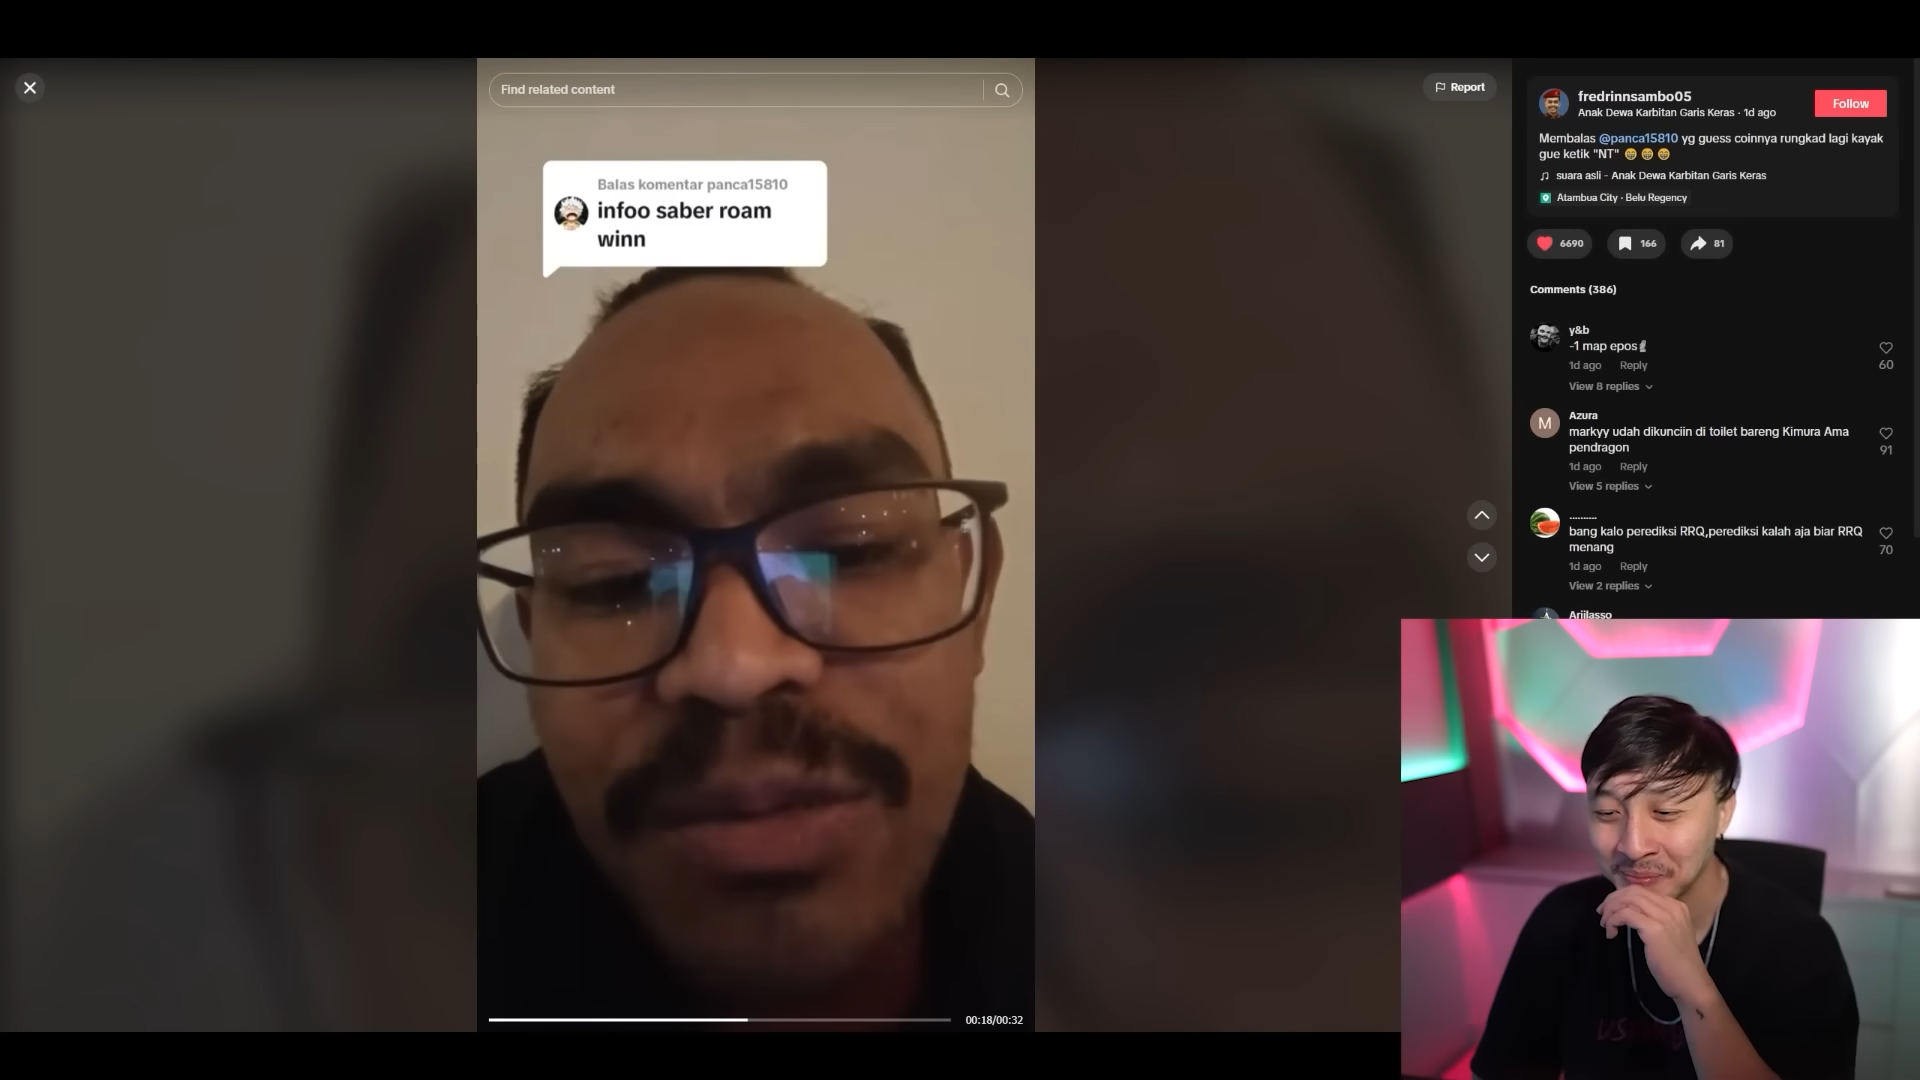 Find related content
Report
Balas komentar panca15810
infoo saber roam
winn
00:18/00:32
fredrinnsambo05
Anak Dewa Karbitan Garis Keras · 1d ago
Follow
Membalas @panca15810 yg guess coinnya rungkad lagi kayak
gue ketik "NT" 😁😁😁
suara asli - Anak Dewa Karbitan Garis Keras
Atambua City · Belu Regency
6690
166
81
Comments (386)
y&b
-1 map epos
60
1d ago Reply
View 8 replies
M
Azura
markyy udah dikunciin di toilet bareng Kimura Ama
pendragon
91
1d ago Reply
View 5 replies
..........
bang kalo perediksi RRQ,perediksi kalah aja biar RRQ
menang
70
1d ago Reply
View 2 replies
Ariilasso